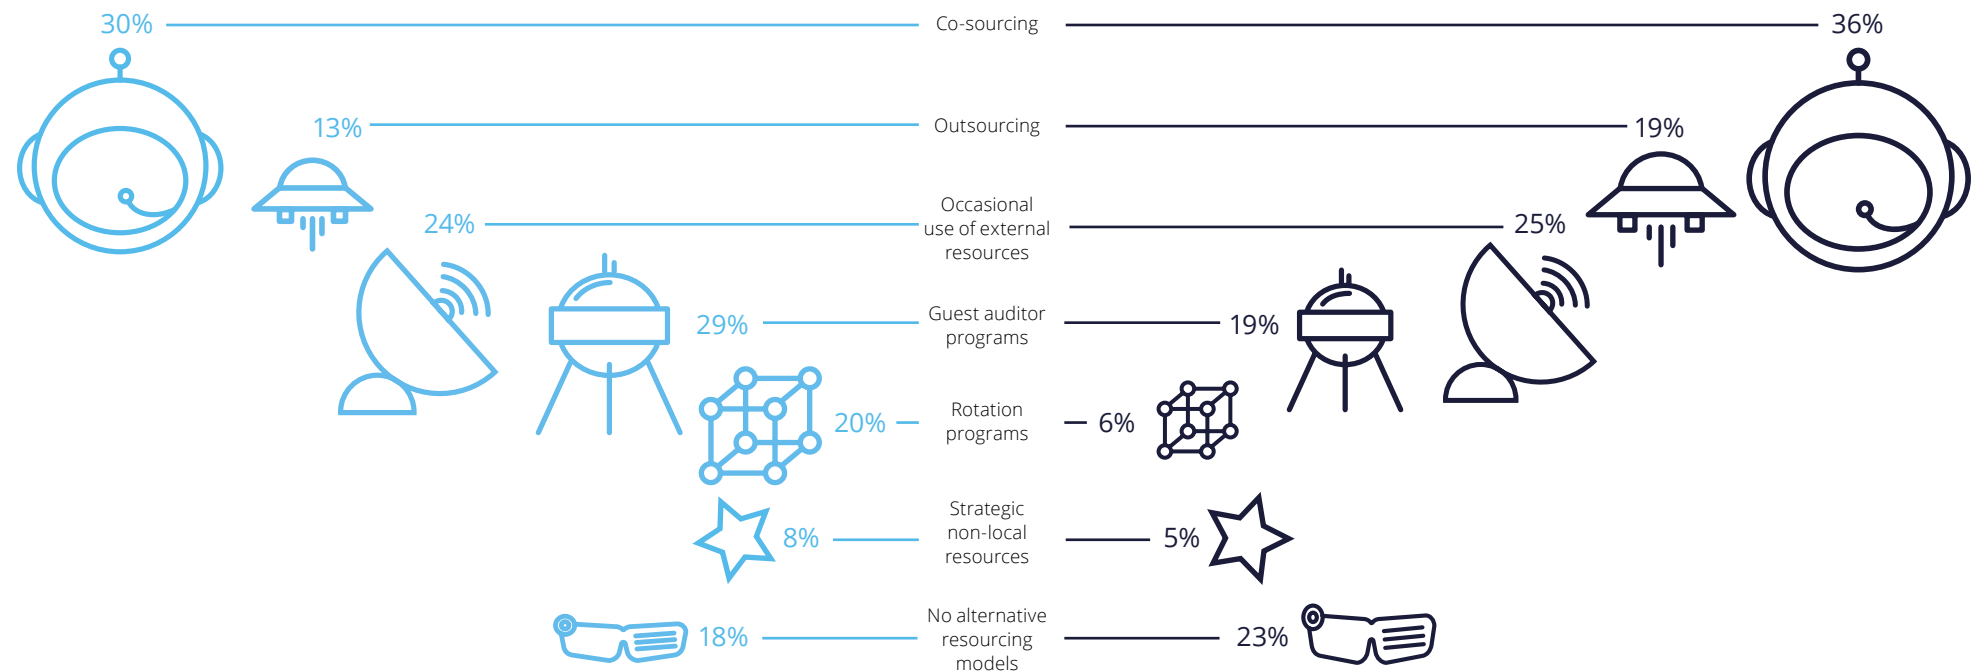 30%
Co-sourcing
36%
13%
Outsourcing
19%
24%
Occasional
use of external
resources
25%
29%
Guest auditor
programs
19%
20%
Rotation
programs
6%
8%
Strategic
non-local
resources
5%
18%
No alternative
resourcing
models
23%